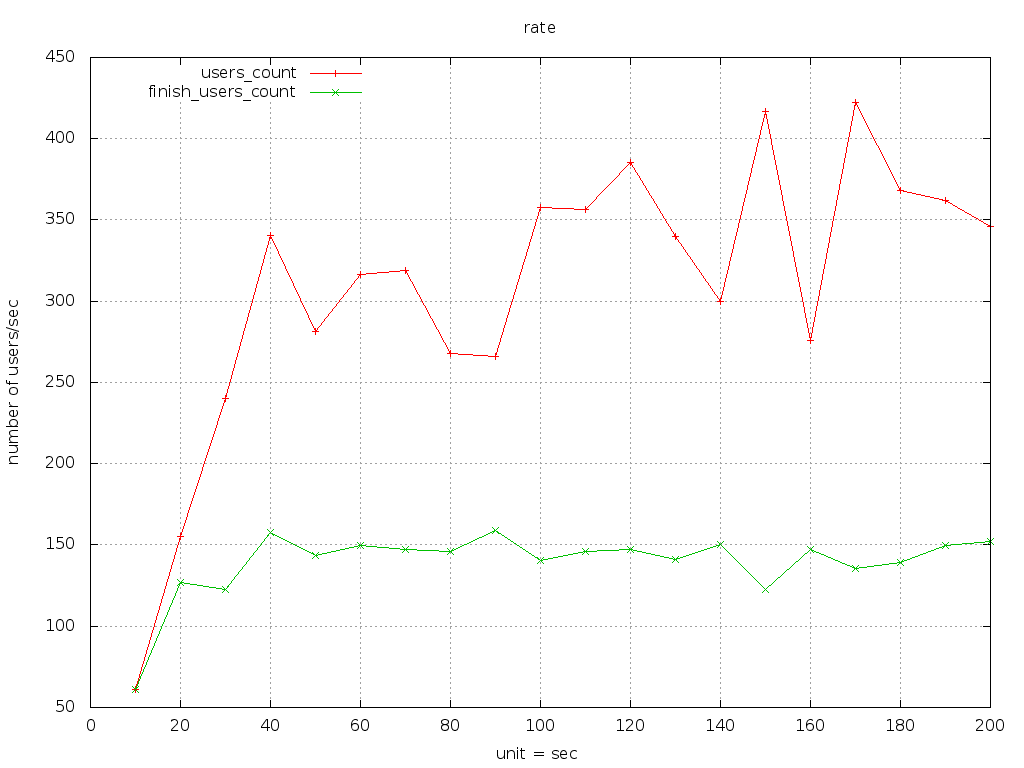 rate
users_count
finish_users_count
450
400
350
300
250
200
150
100
50
number of users/sec
0 20 40 60 80 100 120 140 160 180 200
unit = sec